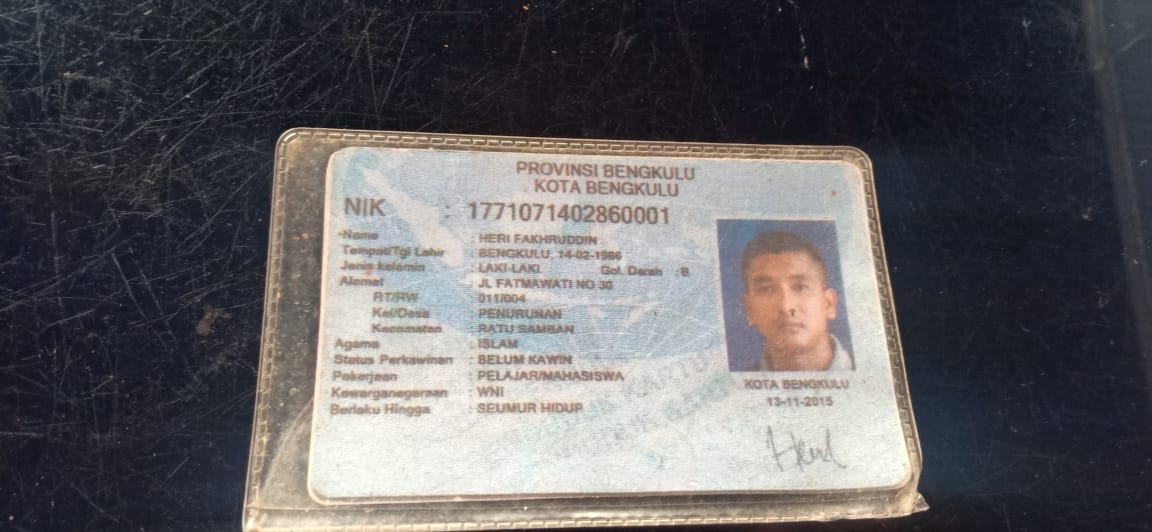 PROVINSI BENGKULU
KOTA BENGKULU
NIK : 1771071402860001
Nama : HERI FAKHRUDDIN
Tempat/Tgl Lahir : BENGKULU, 14-02-1986
Jenis kelamin : LAKI-LAKI Gol. Darah : B
Alamat : JL FATMAWATI NO 30
RT/RW : 011/004
Kel/Desa : PENURUNAN
Kecamatan : RATU SAMBAN
Agama : ISLAM
Status Perkawinan : BELUM KAWIN
Pekerjaan : PELAJAR/MAHASISWA
Kewarganegaraan : WNI
Berlaku Hingga : SEUMUR HIDUP
KOTA BENGKULU
13-11-2015